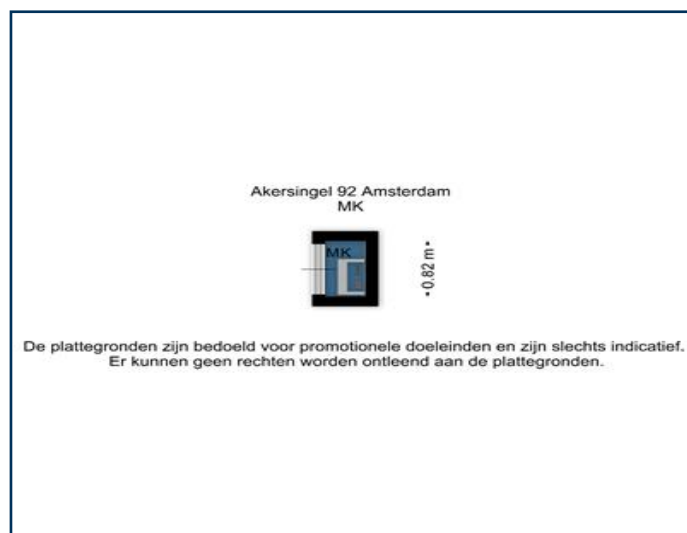 Akersingel 92 Amsterdam
MK
MK
• 0.82 m •
De plattegronden zijn bedoeld voor promotionele doeleinden en zijn slechts indicatief.
Er kunnen geen rechten worden ontleend aan de plattegronden.